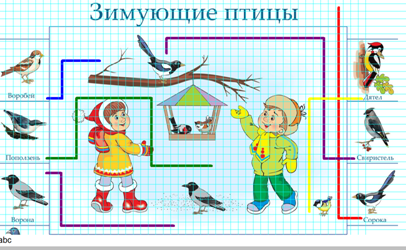 Зимующие птицы
Воробей
Дятел
Поползень
Свиристель
Ворона
Сорока
abc